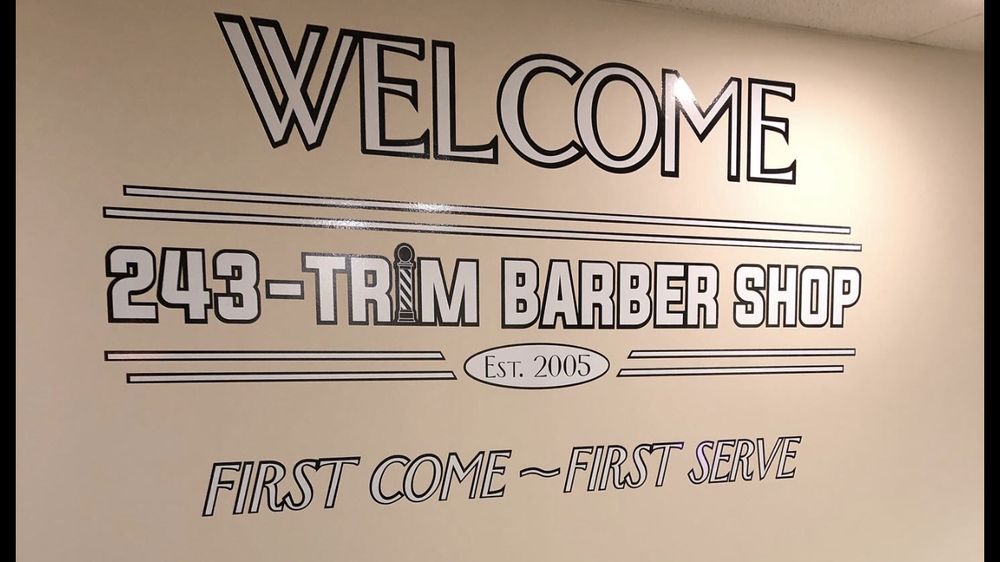 WELCOME
243-TRIM BARBER SHOP
EST. 2005
FIRST COME ~ FIRST SERVE